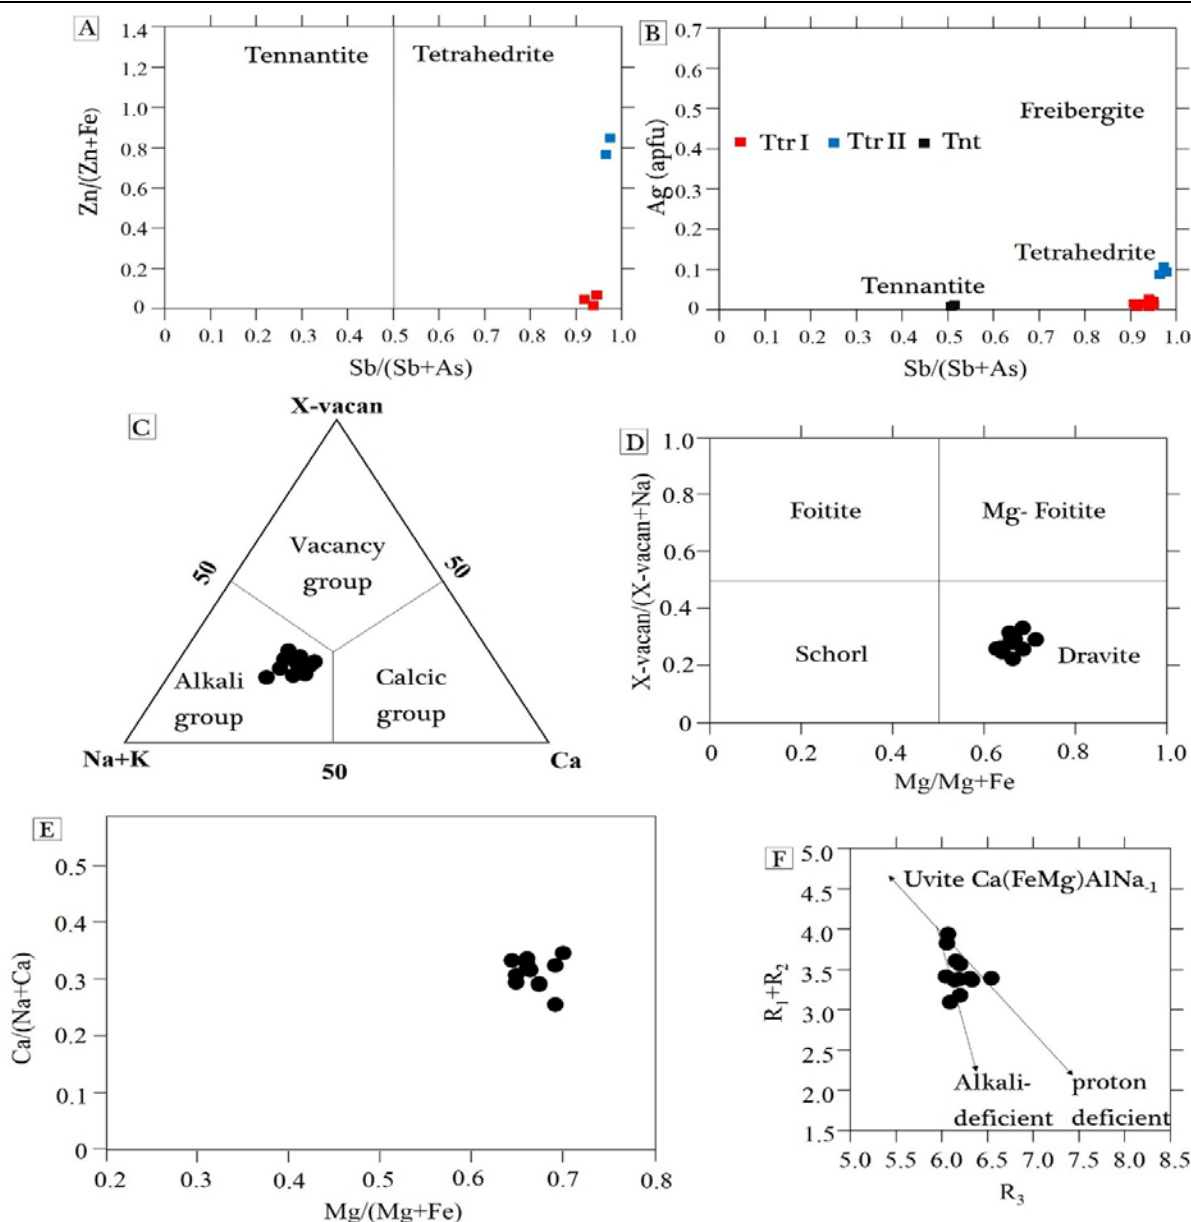 A
1.4
1.2
1.0
0.8
0.6
0.4
0.2
0
Zn/(Zn+Fe)
Tennantite
Tetrahedrite
0 0.1 0.2 0.3 0.4 0.5 0.6 0.7 0.8 0.9 1.0
Sb/(Sb+As)
B
0.7
0.6
0.5
0.4
0.3
0.2
0.1
0
Ag (apfu)
Freibergite
Ttr I Ttr II Tnt
Tetrahedrite
Tennantite
0 0.1 0.2 0.3 0.4 0.5 0.6 0.7 0.8 0.9 1.0
Sb/(Sb+As)
C
X-vacan
50
50
Vacancy
group
Alkali
group
Calcic
group
Na+K
50
Ca
D
1.0
0.8
0.6
0.4
0.2
0
X-vacan/(X-vacan+Na)
Foitite
Mg- Foitite
Schorl
Dravite
0 0.2 0.4 0.6 0.8 1.0
Mg/Mg+Fe
E
0.5
0.4
0.3
0.2
0.1
0
Ca/(Na+Ca)
0.2 0.3 0.4 0.5 0.6 0.7 0.8
Mg/(Mg+Fe)
F
5.0
4.5
4.0
3.5
3.0
2.5
2.0
1.5
R₁+R₂
Uvite Ca(FeMg)AlNa₋₁
Alkali-
deficient
proton
deficient
5.0 5.5 6.0 6.5 7.0 7.5 8.0 8.5
R₃